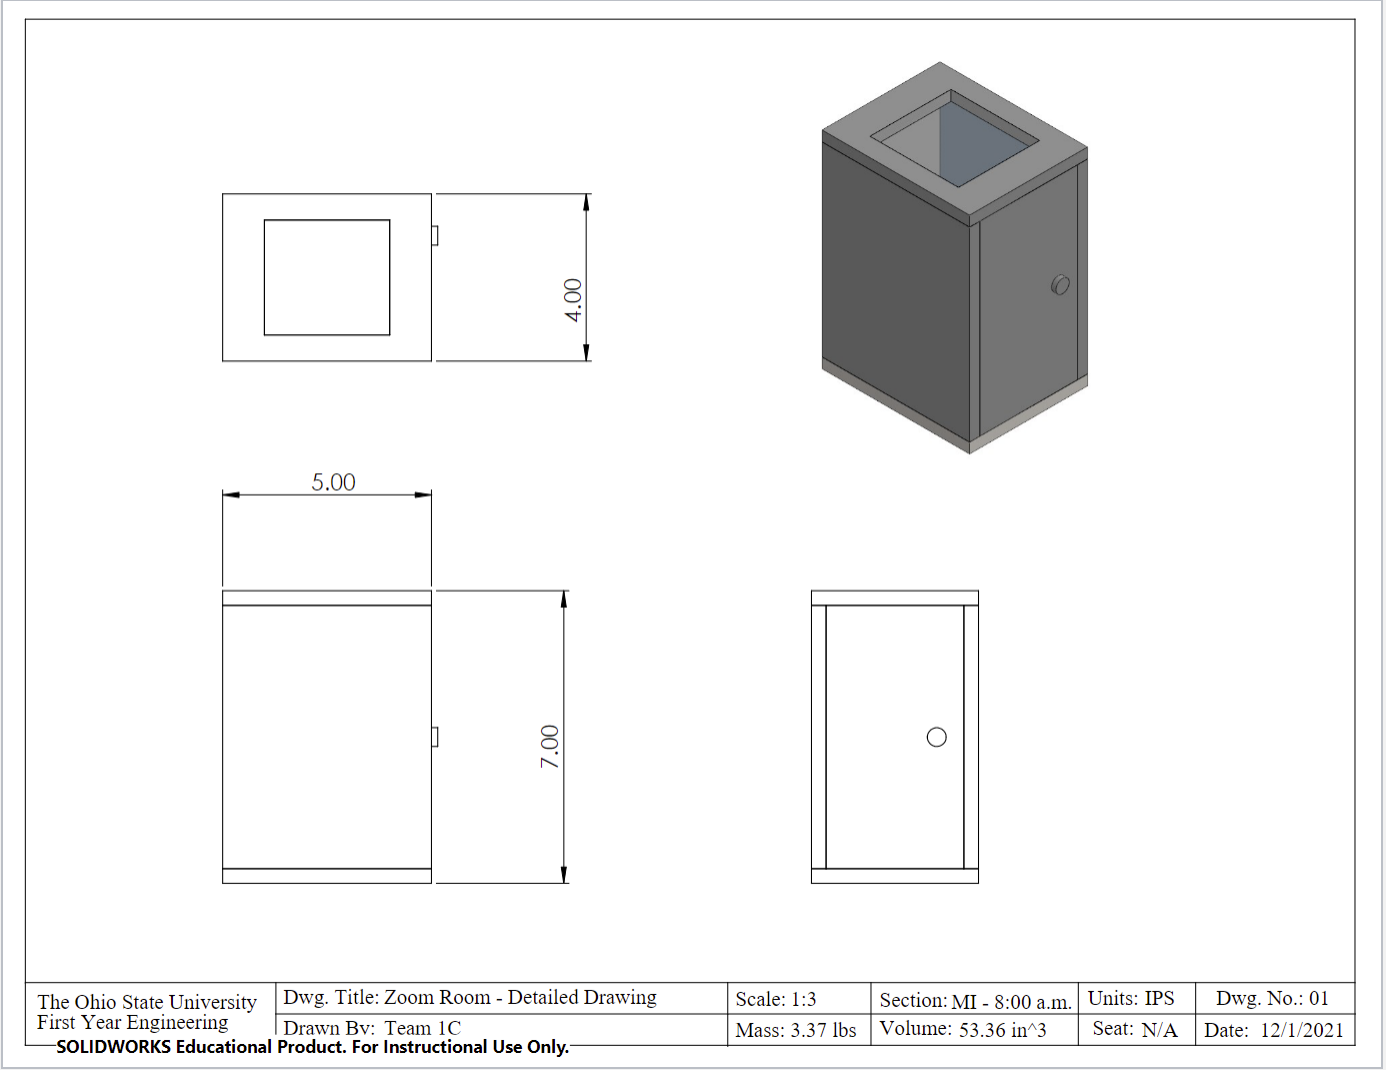 4.00
5.00
7.00
The Ohio State University
First Year Engineering
Dwg. Title: Zoom Room - Detailed Drawing
Drawn By: Team 1C
Scale: 1:3
Mass: 3.37 lbs
Section: MI - 8:00 a.m.
Volume: 53.36 in^3
Units: IPS
Seat: N/A
Dwg. No.: 01
Date: 12/1/2021
SOLIDWORKS Educational Product. For Instructional Use Only.